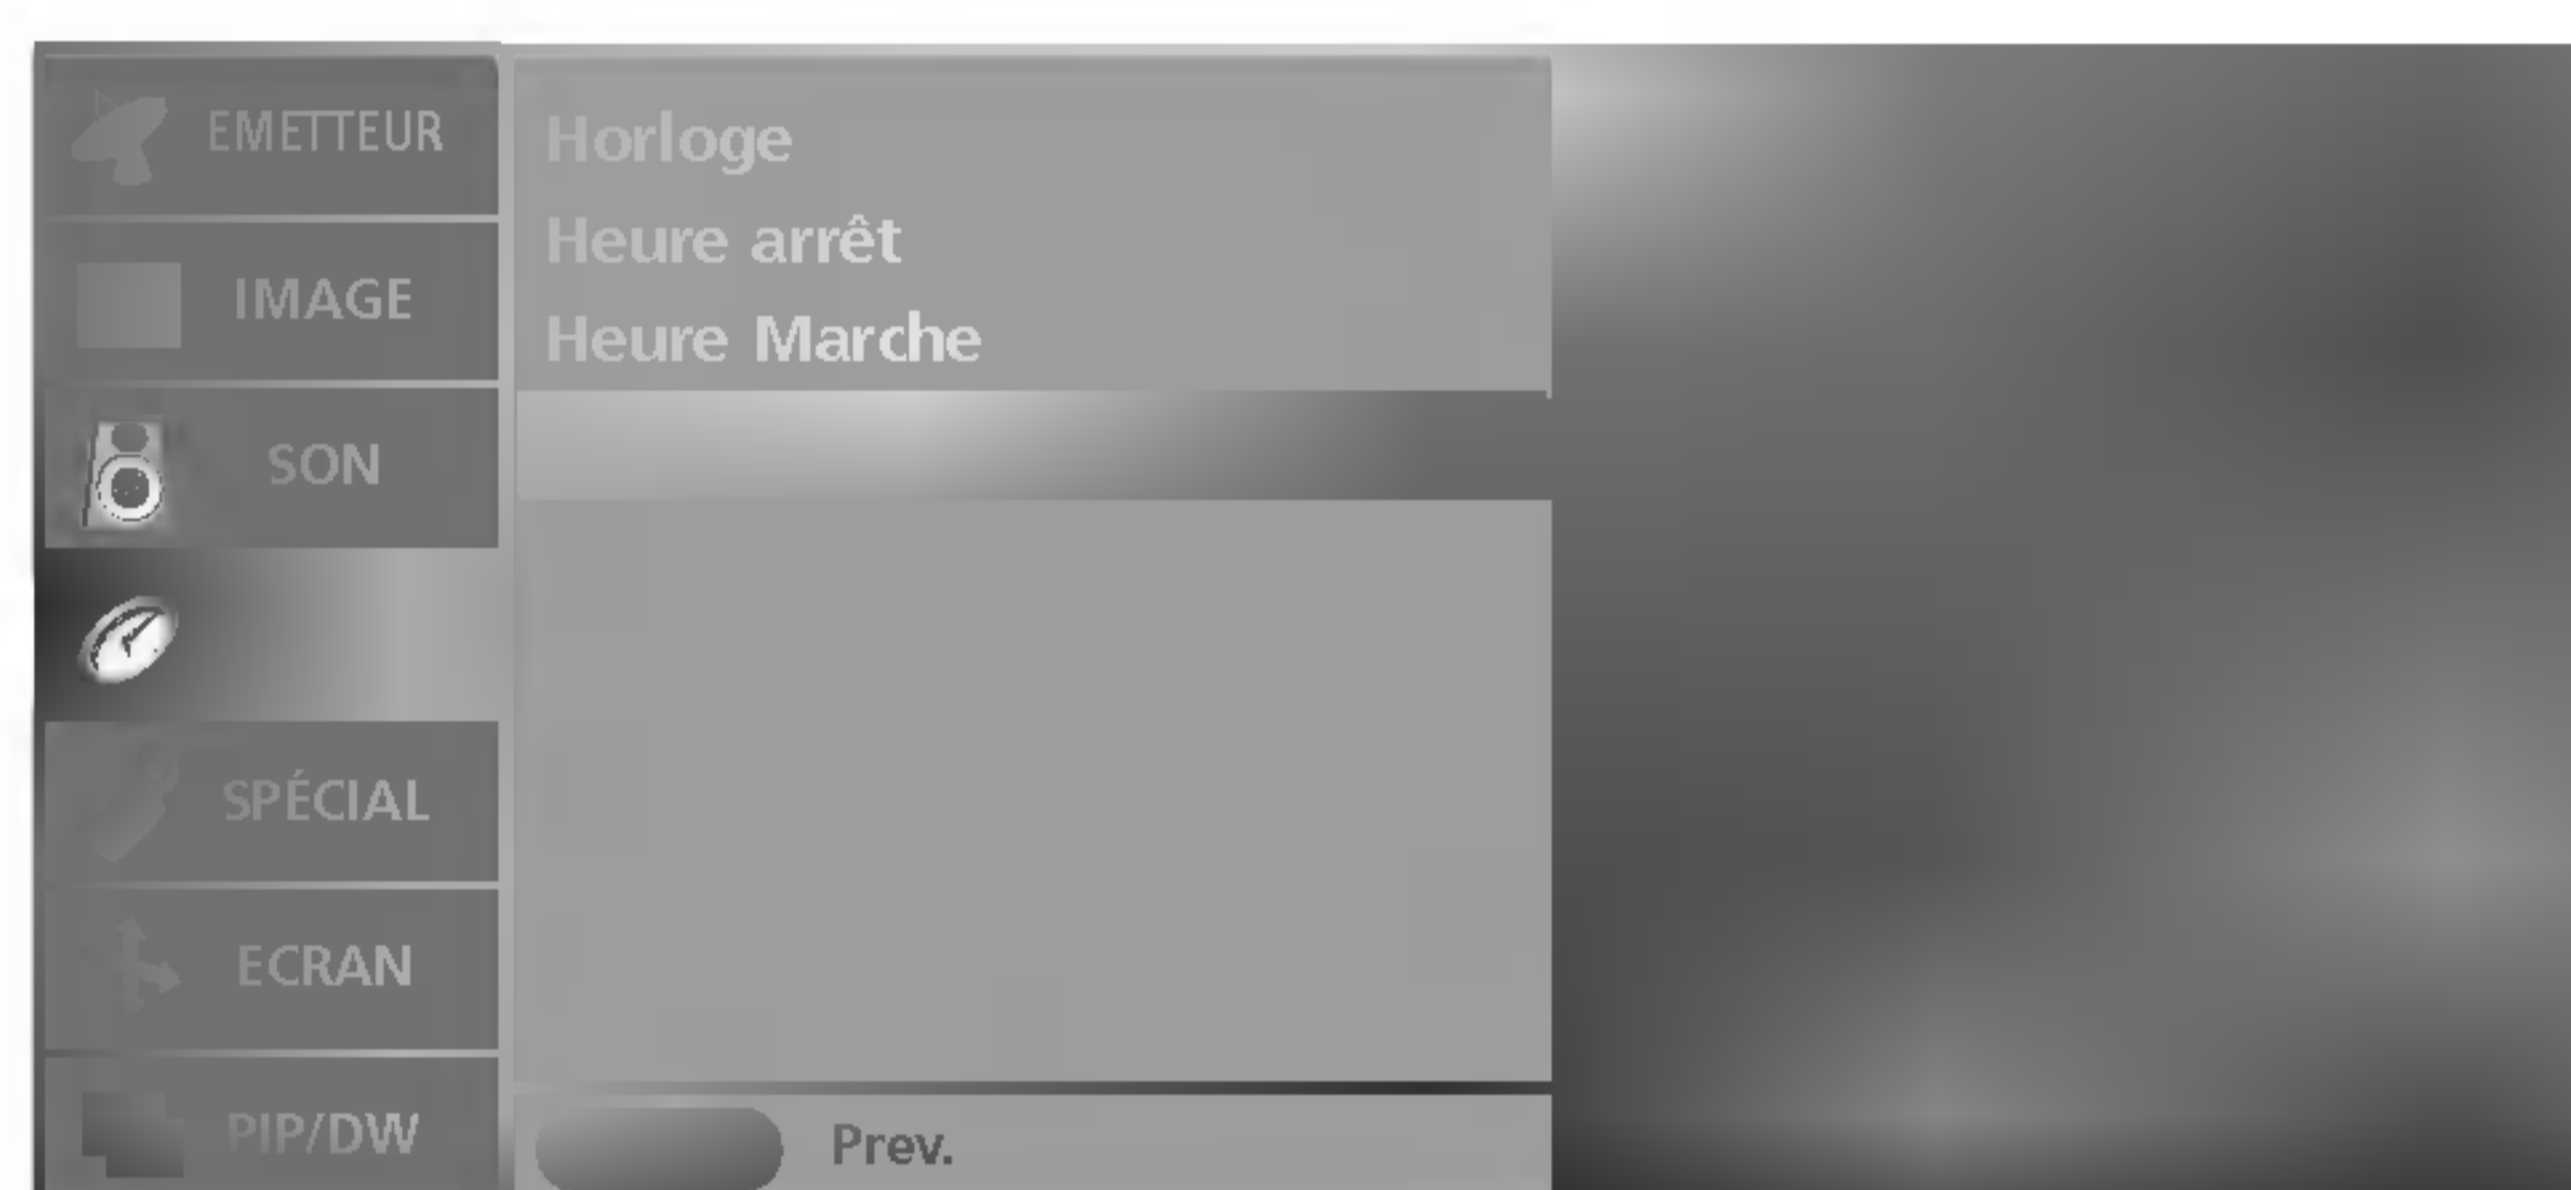 EMETTEUR
IMAGE
SON
SPÉCIAL
ECRAN
PIP/DW
Horloge
Heure arrêt
Heure Marche
Prev.